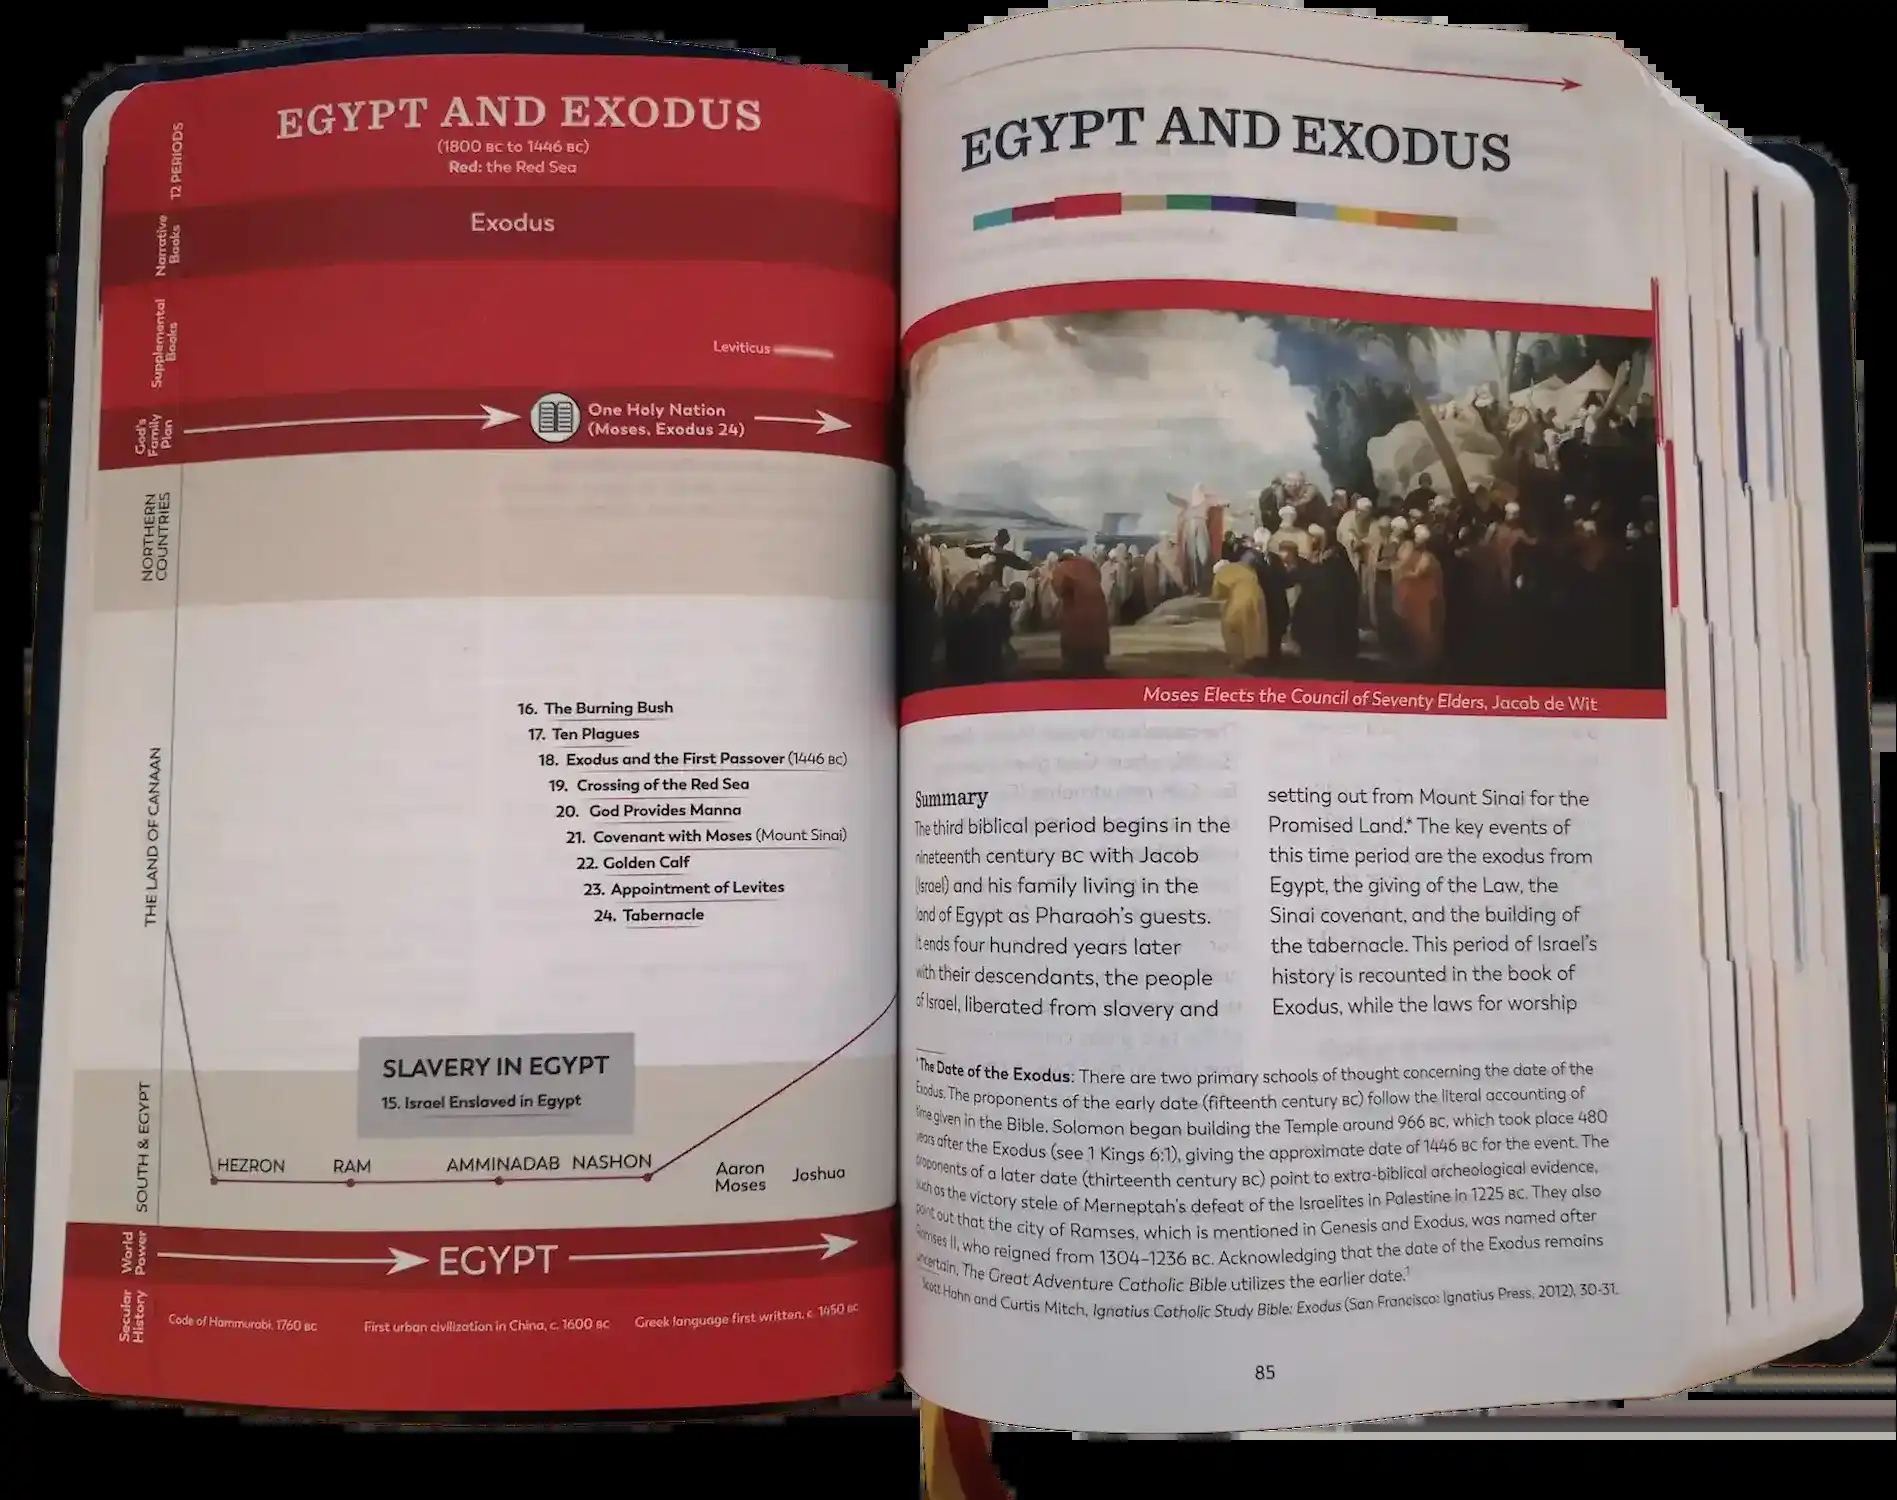 EGYPT AND EXODUS
(1800 BC to 1446 BC)
Red: the Red Sea
12 PERIODS
Exodus
Narrative
Books
Supplemental
Books
Leviticus
God's
Family
Plan
One Holy Nation
(Moses, Exodus 24)
NORTHERN
COUNTRIES
THE LAND OF CANAAN
16. The Burning Bush
17. Ten Plagues
18. Exodus and the First Passover (1446 BC)
19. Crossing of the Red Sea
20. God Provides Manna
21. Covenant with Moses (Mount Sinai)
22. Golden Calf
23. Appointment of Levites
24. Tabernacle
SOUTH & EGYPT
SLAVERY IN EGYPT
15. Israel Enslaved in Egypt
HEZRON RAM AMMINADAB NASHON
Aaron
Moses
Joshua
World
Power
EGYPT
Secular
History
Code of Hammurabi, 1760 BC
First urban civilization in China, c. 1600 BC
Greek language first written, c. 1450 BC
EGYPT AND EXODUS
Moses Elects the Council of Seventy Elders, Jacob de Wit
Summary
The third biblical period begins in the
nineteenth century BC with Jacob
(Israel) and his family living in the
land of Egypt as Pharaoh's guests.
It ends four hundred years later
with their descendants, the people
of Israel, liberated from slavery and
setting out from Mount Sinai for the
Promised Land.* The key events of
this time period are the exodus from
Egypt, the giving of the Law, the
Sinai covenant, and the building of
the tabernacle. This period of Israel's
history is recounted in the book of
Exodus, while the laws for worship
* The Date of the Exodus: There are two primary schools of thought concerning the date of the
Exodus. The proponents of the early date (fifteenth century BC) follow the literal accounting of
time given in the Bible. Solomon began building the Temple around 966 BC, which took place 480
years after the Exodus (see 1 Kings 6:1), giving the approximate date of 1446 BC for the event. The
proponents of a later date (thirteenth century BC) point to extra-biblical archeological evidence,
such as the victory stele of Merneptah's defeat of the Israelites in Palestine in 1225 BC. They also
point out that the city of Ramses, which is mentioned in Genesis and Exodus, was named after
Ramses II, who reigned from 1304–1236 BC. Acknowledging that the date of the Exodus remains
uncertain, The Great Adventure Catholic Bible utilizes the earlier date.¹
Scott Hahn and Curtis Mitch, Ignatius Catholic Study Bible: Exodus (San Francisco: Ignatius Press, 2012), 30-31.
85